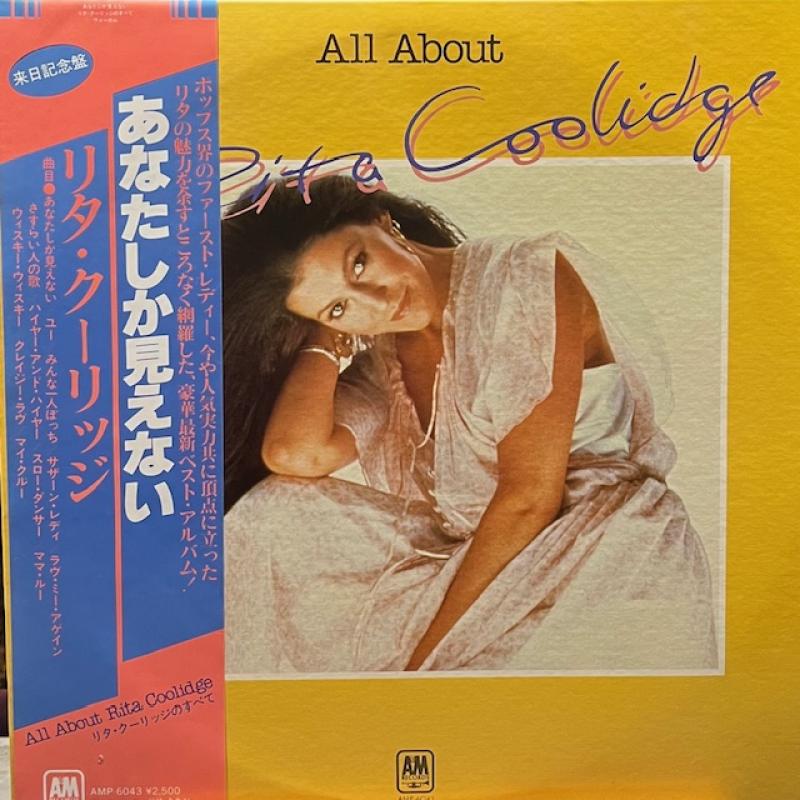 All About
Rita Coolidge
来日記念盤
ポップス界のファースト・レディー、今や人気実力共に頂点に立った
リタの魅力を余すところなく網羅した、豪華最新ベスト・アルバム!
あなたしか見えない
リタ・クーリッジ
曲目●あなたしか見えない ユー みんな一人ぼっち サザーン・レディ ラヴ・ミー・アゲイン
さすらい人の歌 ハイヤー・アンド・ハイヤー スロー・ダンサー ママ・ルー
ウィスキー・ウィスキー クレイジー・ラヴ マイ・クルー
All About Rita Coolidge
リタ・クーリッジのすべて
AM
AMP 6043 ¥2,500
AM
RECORDS